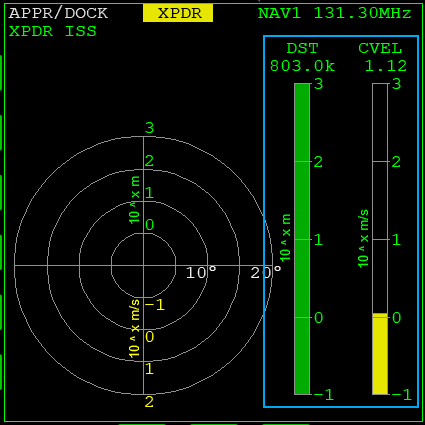 APPR/DOCK XPDR NAV1 131.30MHz
XPDR ISS
DST CVEL
803.0k 1.12
3 3
3
2 2
2
1
10^x m
0
1 1
10^x m
10^x m/s
10° 20°
-1
0 0
10^x m/s
0
1
-1 -1
2